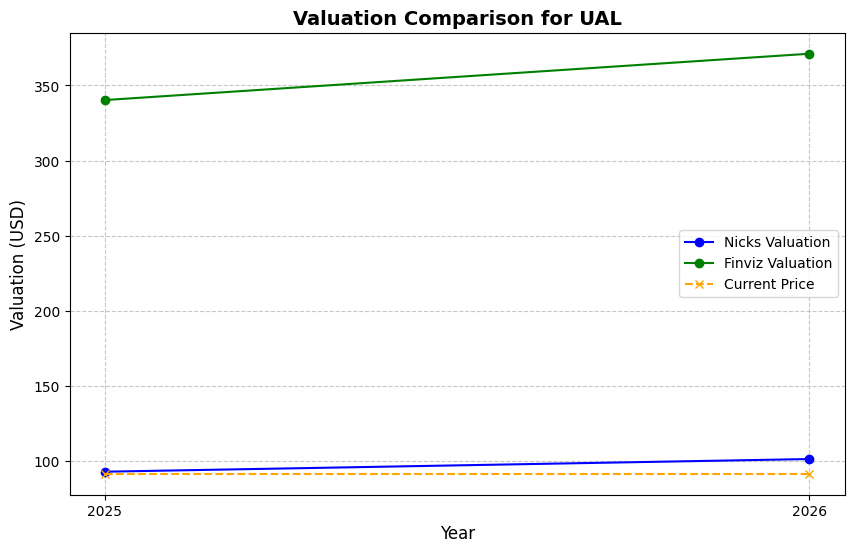 Valuation Comparison for UAL
Valuation (USD)
350
300
250
200
150
100
Nicks Valuation
Finviz Valuation
Current Price
2025
2026
Year